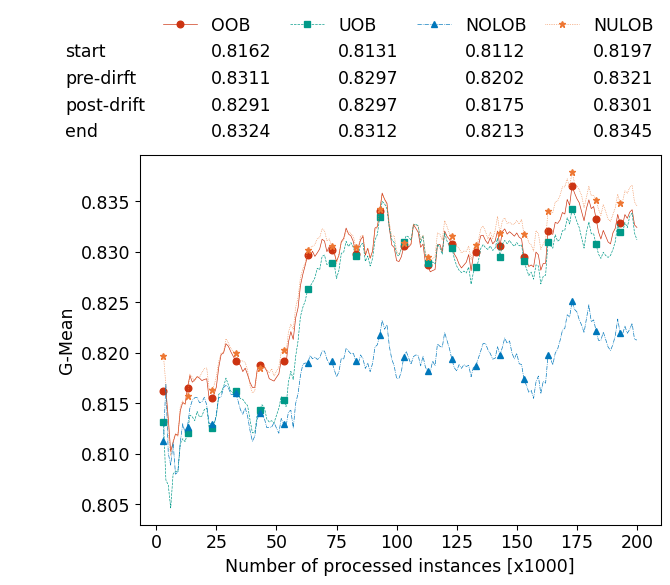 OOB UOB NOLOB NULOB
start 0.8162 0.8131 0.8112 0.8197
pre-dirft 0.8311 0.8297 0.8202 0.8321
post-drift 0.8291 0.8297 0.8175 0.8301
end 0.8324 0.8312 0.8213 0.8345
0.835
0.830
0.825
0.820
0.815
0.810
0.805
G-Mean
0 25 50 75 100 125 150 175 200
Number of processed instances [x1000]